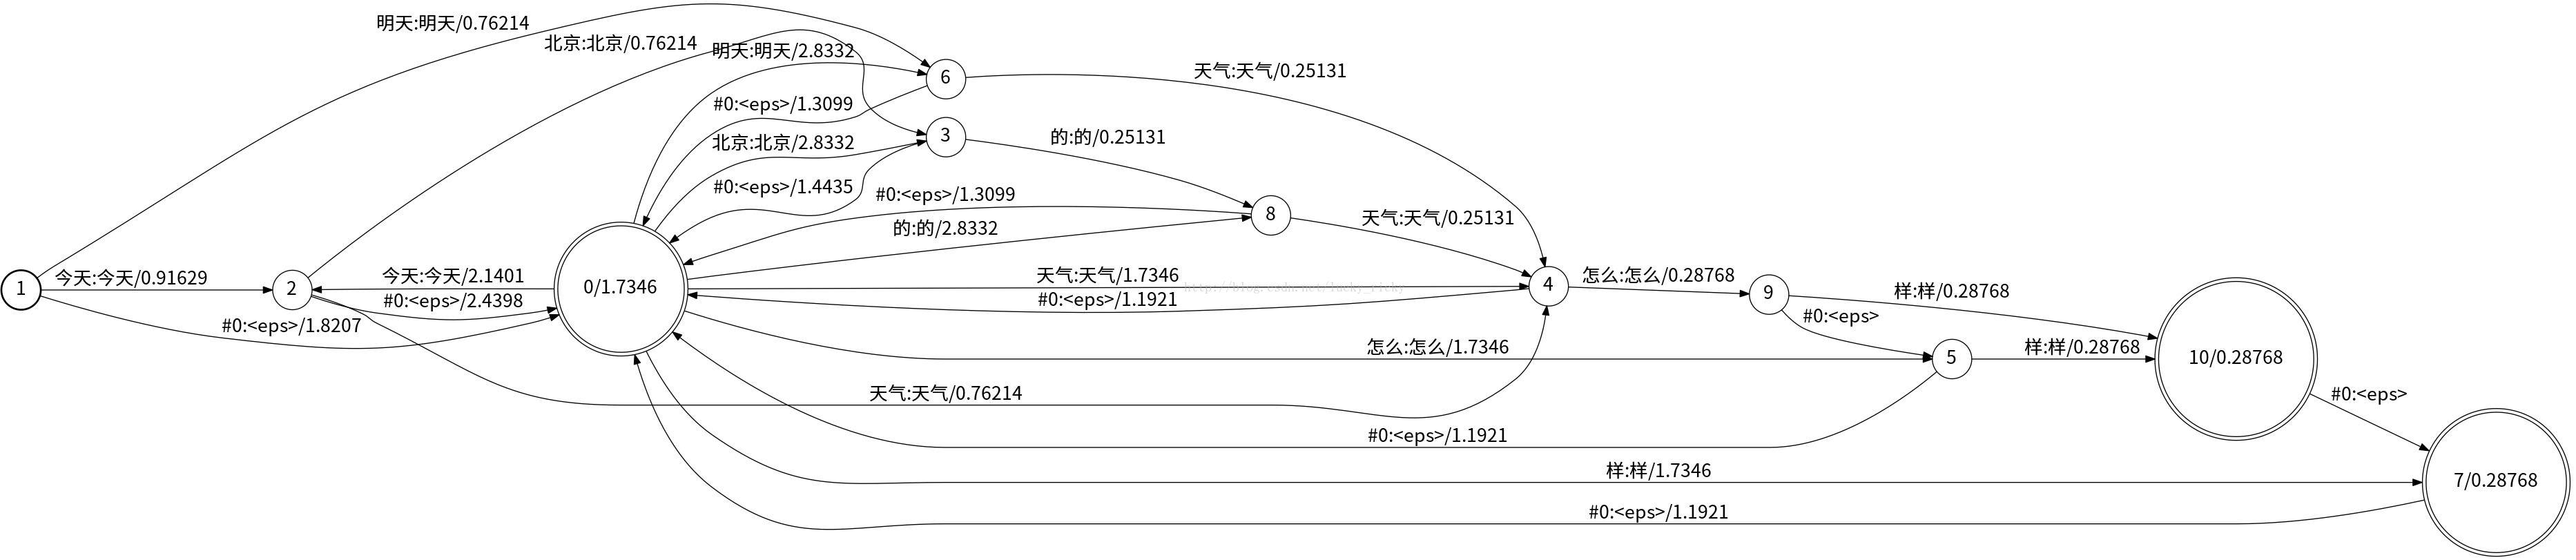 明天:明天/0.76214
北京:北京/0.76214
明天:明天/2.8332
6
天气:天气/0.25131
#0:<eps>/1.3099
3
的:的/0.25131
北京:北京/2.8332
#0:<eps>/1.4435
#0:<eps>/1.3099
8
天气:天气/0.25131
的:的/2.8332
1
今天:今天/0.91629
2
今天:今天/2.1401
#0:<eps>/2.4398
#0:<eps>/1.8207
0/1.7346
天气:天气/1.7346
#0:<eps>/1.1921
4
怎么:怎么/0.28768
9
样:样/0.28768
#0:<eps>
怎么:怎么/1.7346
5
样:样/0.28768
10/0.28768
天气:天气/0.76214
#0:<eps>
#0:<eps>/1.1921
样:样/1.7346
7/0.28768
#0:<eps>/1.1921